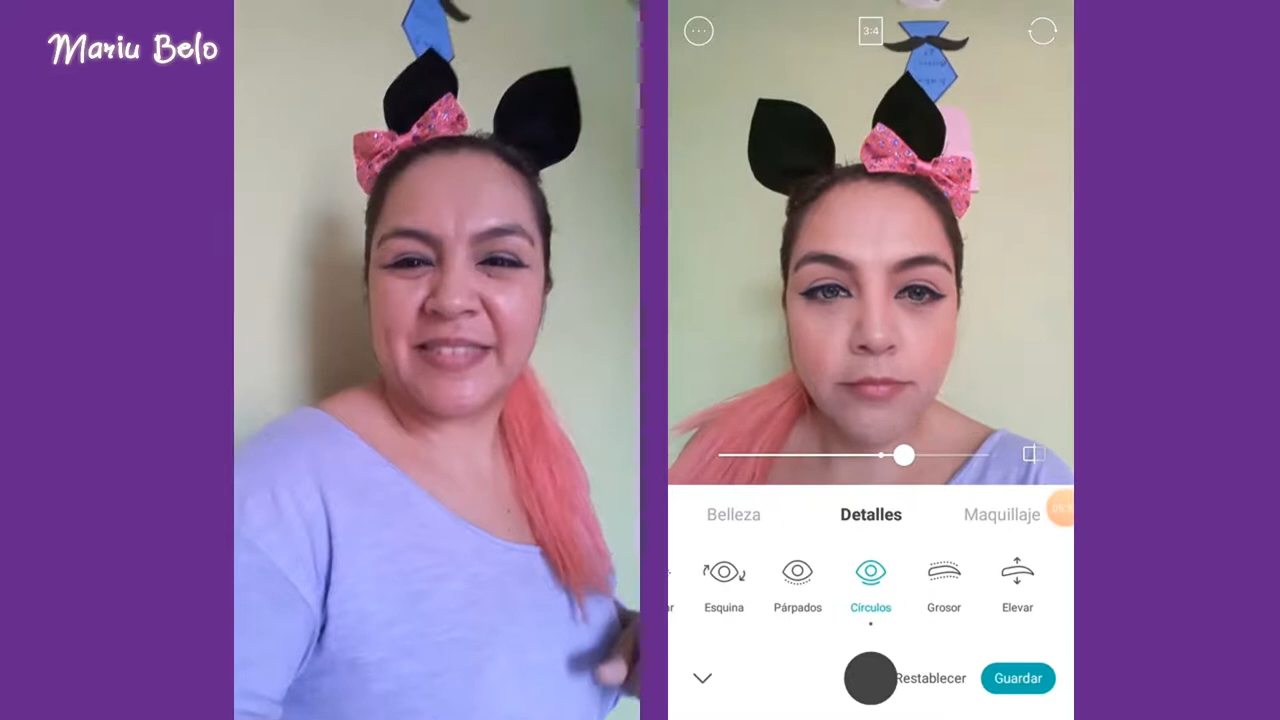 Mariu Belo
3:4
Belleza
Detalles
Maquillaje
Esquina
Párpados
Círculos
Grosor
Elevar
Restablecer
Guardar